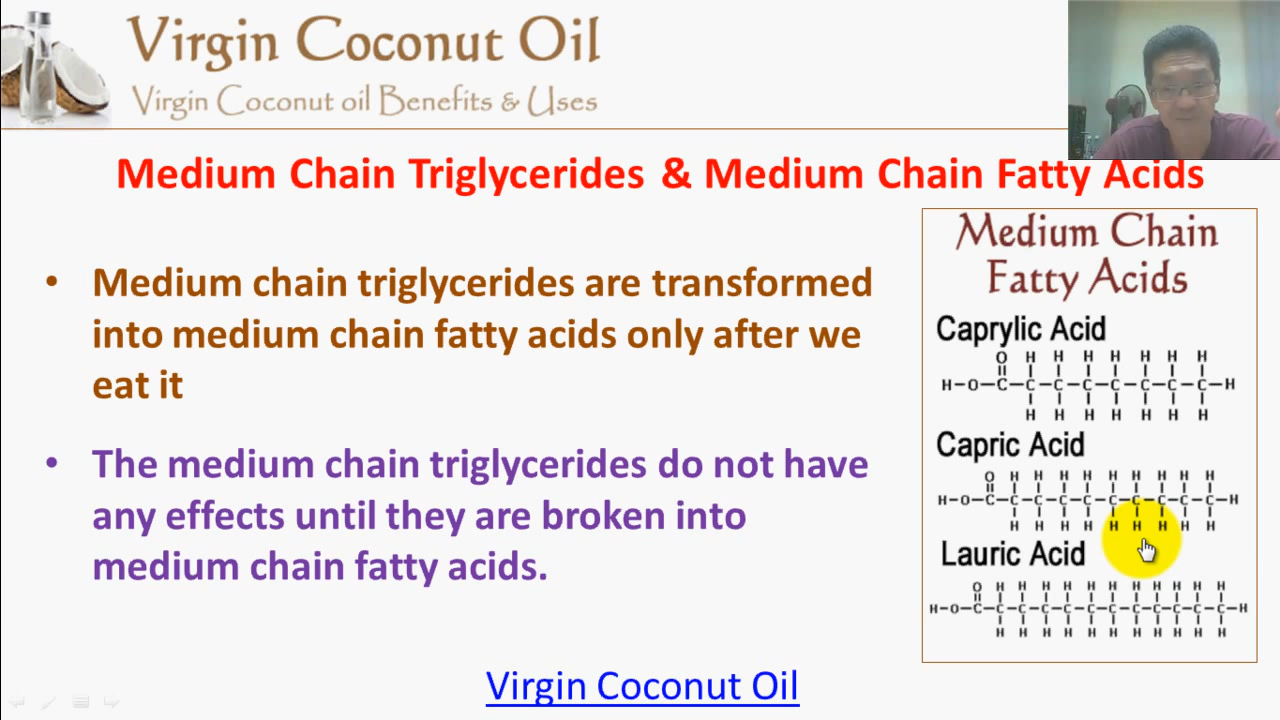 Virgin Coconut Oil
Virgin Coconut oil Benefits & Uses
Medium Chain Triglycerides & Medium Chain Fatty Acids
• Medium chain triglycerides are transformed
into medium chain fatty acids only after we
eat it
• The medium chain triglycerides do not have
any effects until they are broken into
medium chain fatty acids.
Medium Chain
Fatty Acids
Caprylic Acid
O H H H H H H H
H-O-C-C-C-C-C-C-C-C-H
H H H H H H H
Capric Acid
O H H H H H H H H H
H-O-C-C-C-C-C-C-C-C-C-C-H
H H H H H H H H H
Lauric Acid
O H H H H H H H H H H H
H-O-C-C-C-C-C-C-C-C-C-C-C-C-H
H H H H H H H H H H H
Virgin Coconut Oil